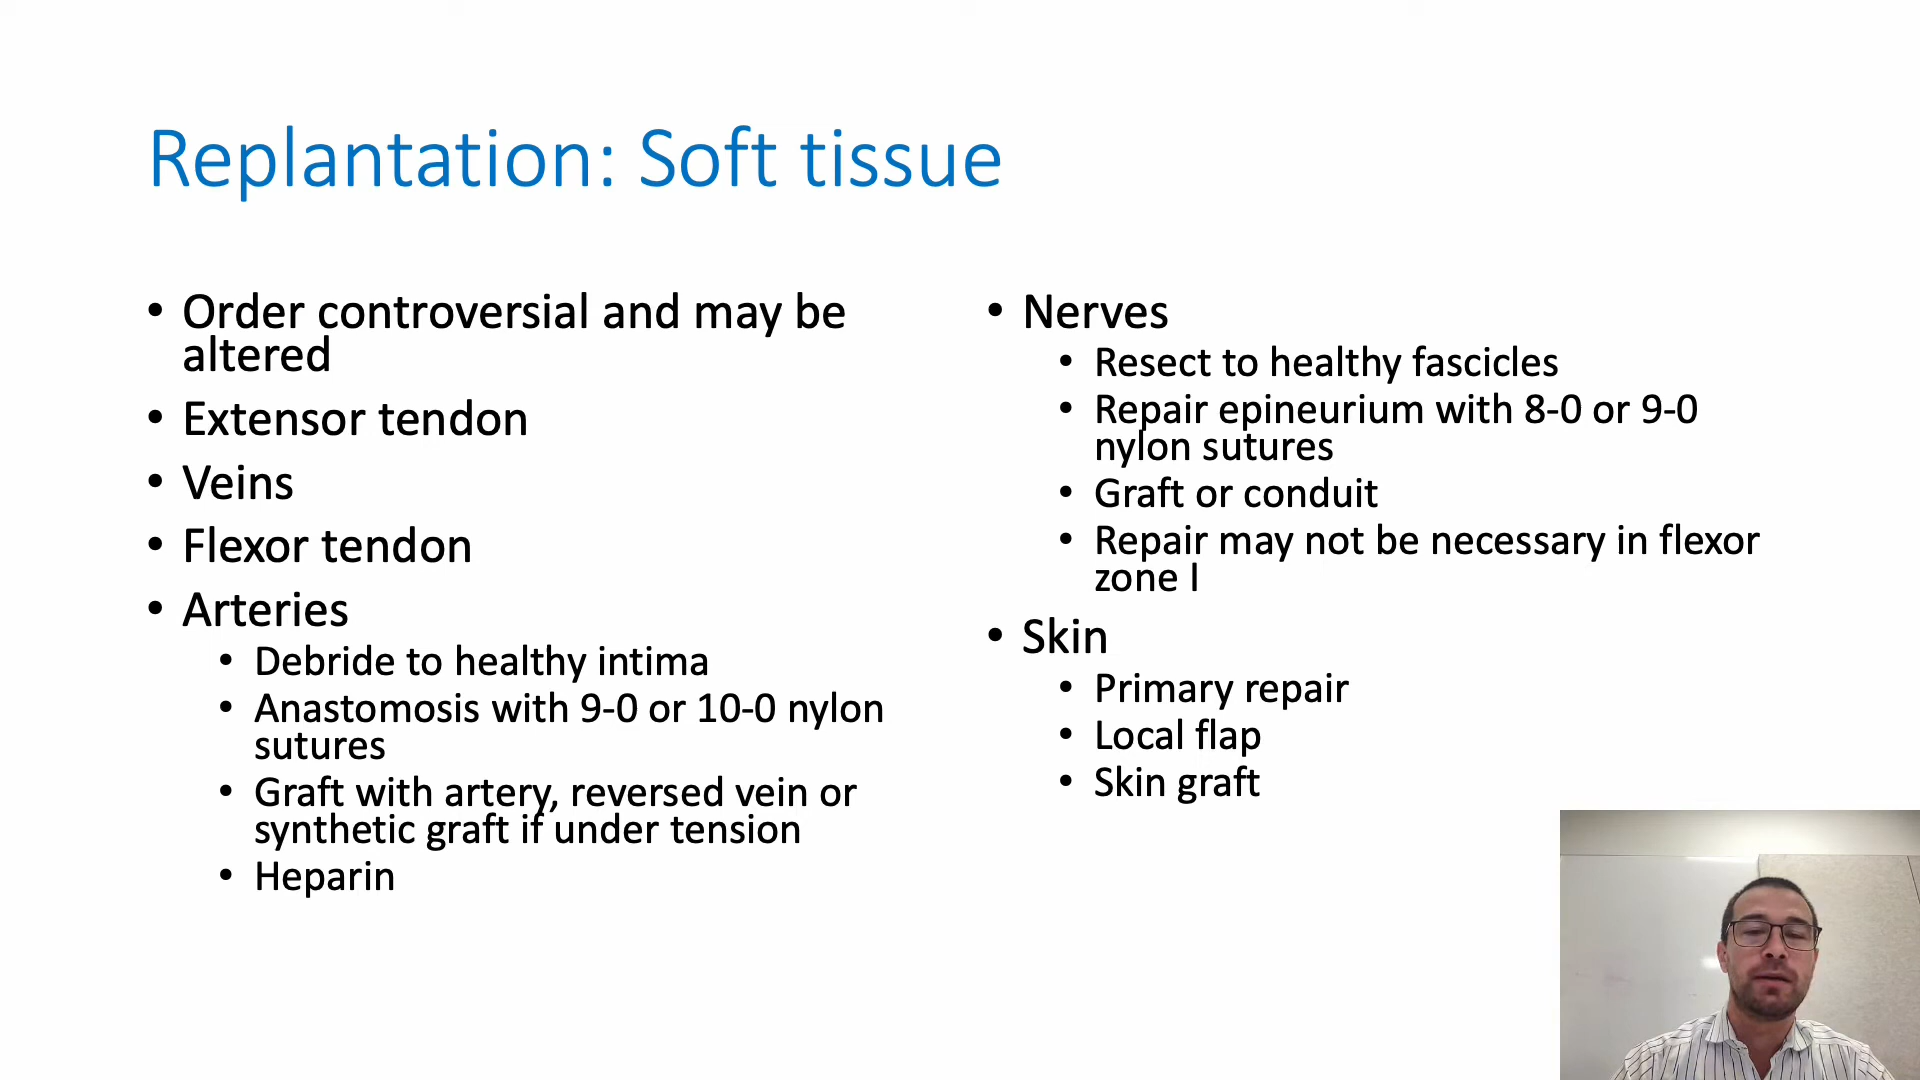 Replantation: Soft tissue
• Order controversial and may be
altered
• Extensor tendon
• Veins
• Flexor tendon
• Arteries
• Debride to healthy intima
• Anastomosis with 9-0 or 10-0 nylon
sutures
• Graft with artery, reversed vein or
synthetic graft if under tension
• Heparin
• Nerves
• Resect to healthy fascicles
• Repair epineurium with 8-0 or 9-0
nylon sutures
• Graft or conduit
• Repair may not be necessary in flexor
zone I
• Skin
• Primary repair
• Local flap
• Skin graft